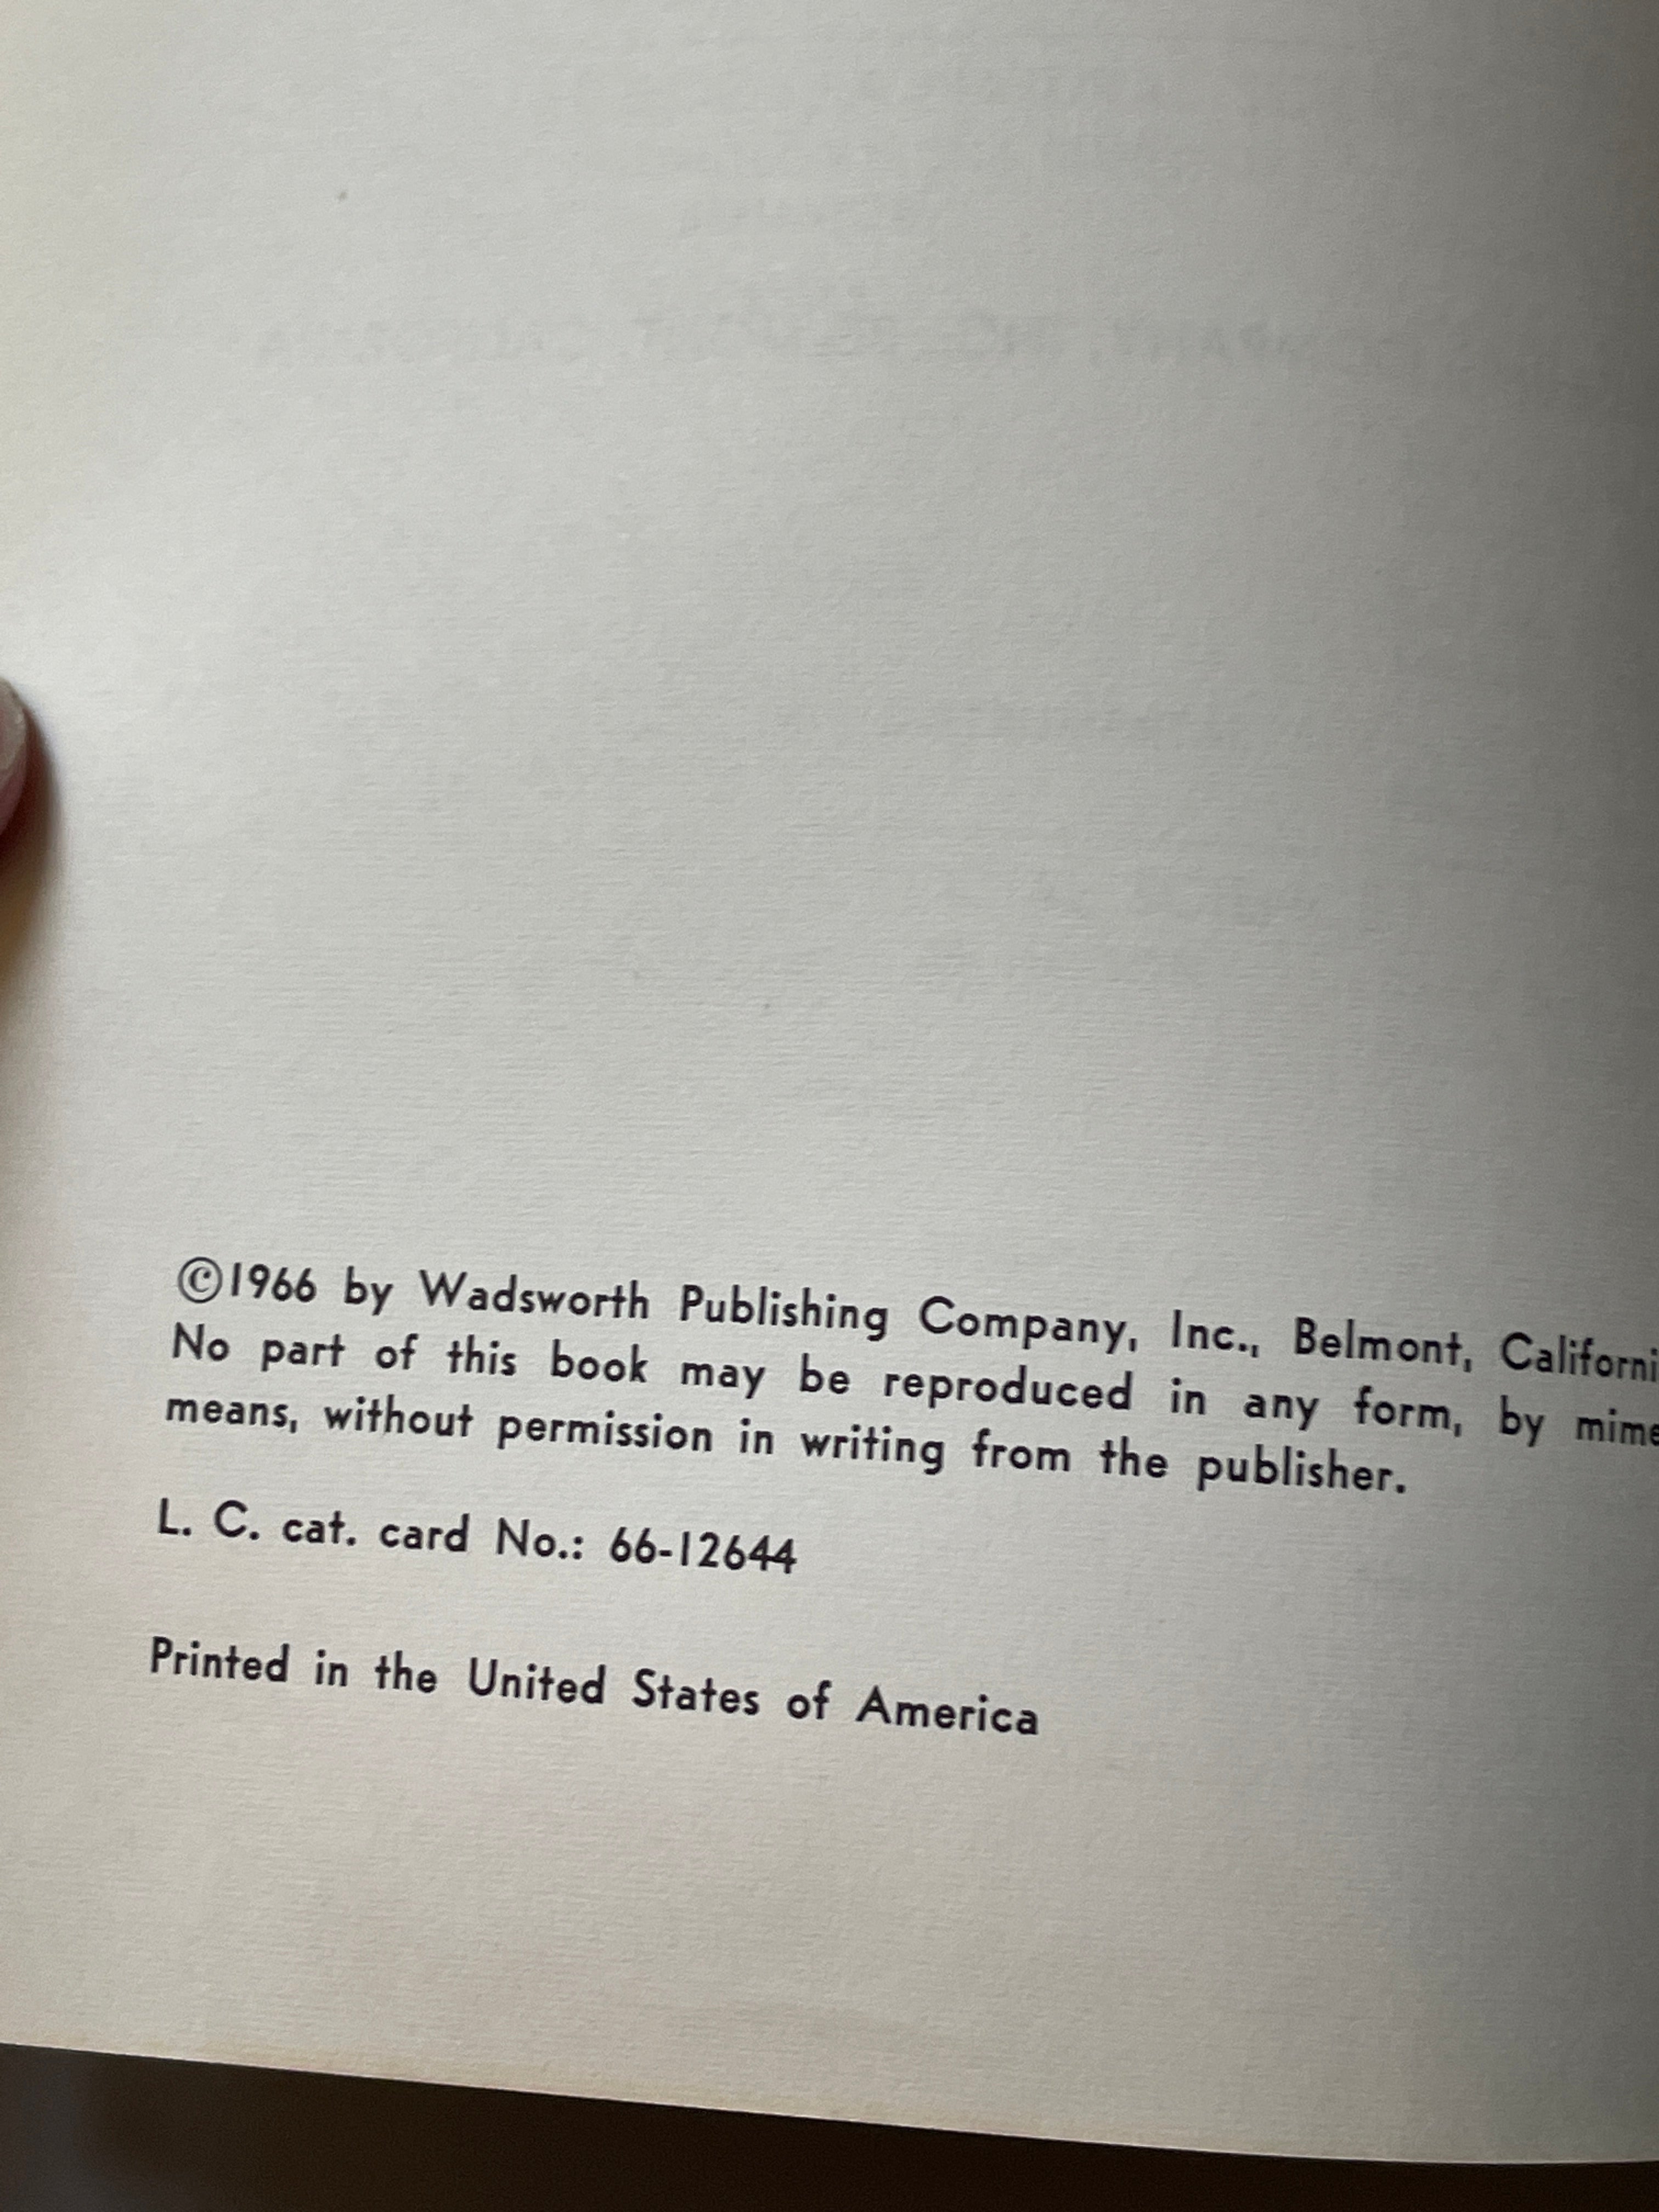 ©1966 by Wadsworth Publishing Company, Inc., Belmont, Californi
No part of this book may be reproduced in any form, by mime
means, without permission in writing from the publisher.
L. C. cat. card No.: 66-12644
Printed in the United States of America